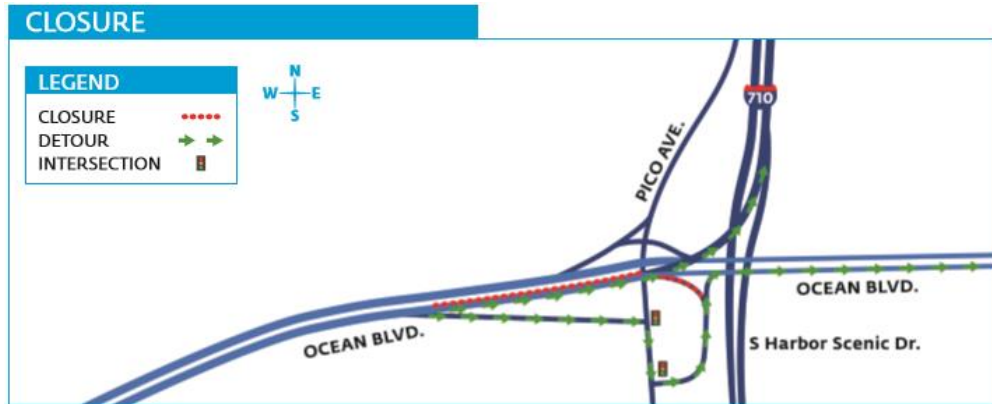 CLOSURE
LEGEND
CLOSURE
DETOUR
INTERSECTION
N
W E
S
710
PICO AVE.
OCEAN BLVD.
OCEAN BLVD.
S Harbor Scenic Dr.